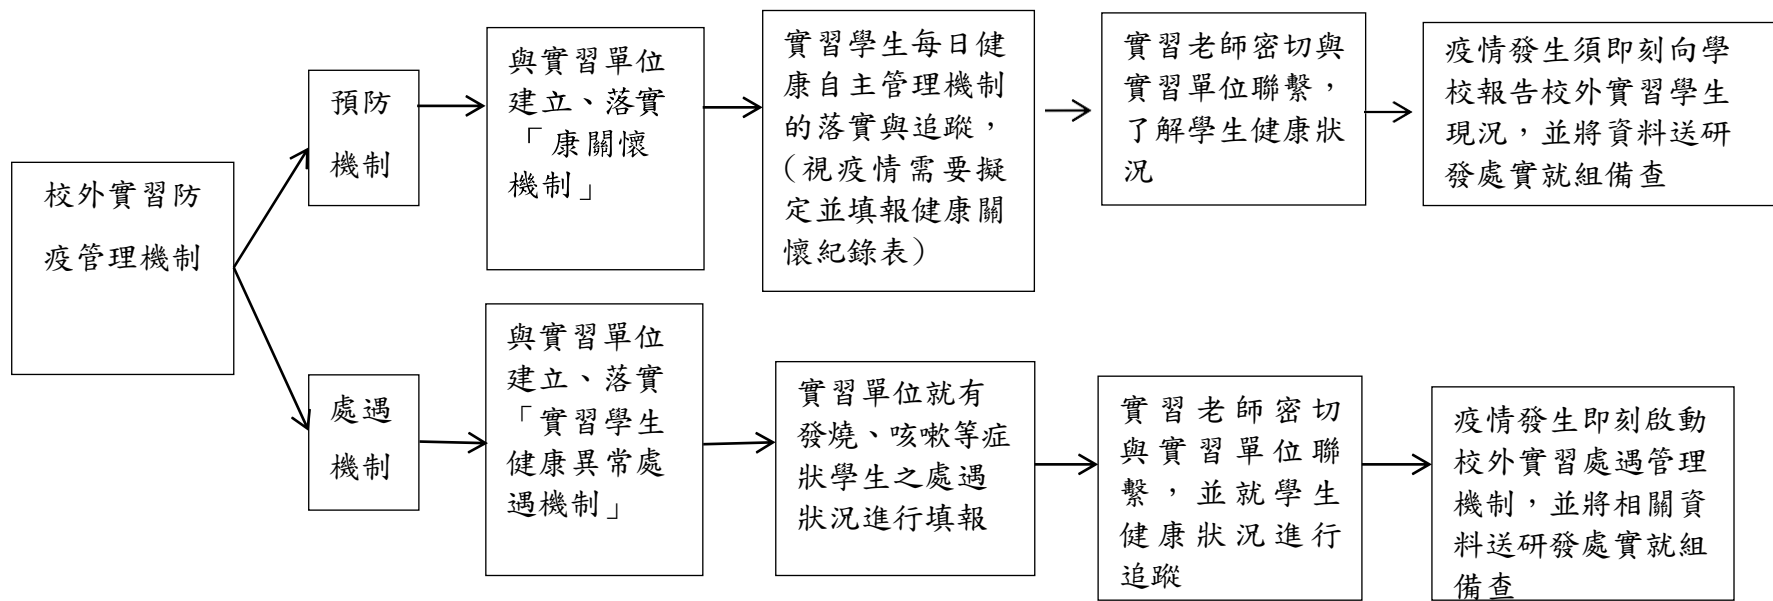 校外實習防
疫管理機制
預防
機制
與實習單位
建立、落實
「 康關懷
機制」
實習學生每日健
康自主管理機制
的落實與追蹤，
(視疫情需要擬
定並填報健康關
懷紀錄表)
實習老師密切與
實習單位聯繫，
了解學生健康狀
況
疫情發生須即刻向學
校報告校外實習學生
現況，並將資料送研
發處實就組備查
處遇
機制
與實習單位
建立、落實
「實習學生
健康異常處
遇機制」
實習單位就有
發燒、咳嗽等症
狀學生之處遇
狀況進行填報
實習老師密切
與實習單位聯
繫，並就學生
健康狀況進行
追蹤
疫情發生即刻啟動
校外實習處遇管理
機制，並將相關資
料送研發處實就組
備查